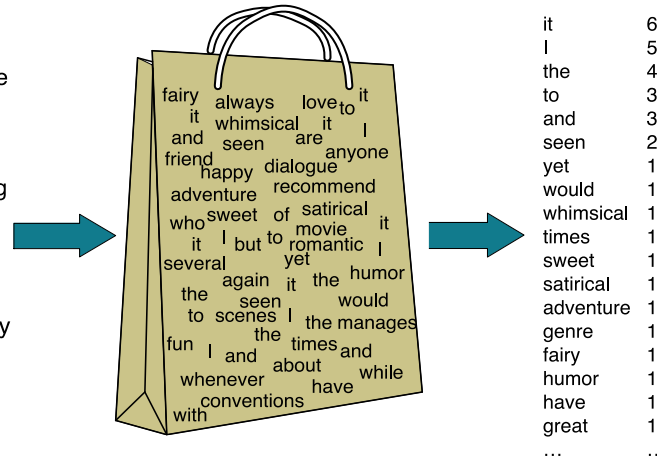 e
g
y
fairy always love to it
it whimsical it I
and seen are anyone
friend happy dialogue
adventure recommend
who sweet of satirical it
it I but to movie romantic I
several yet
again it the humor
the seen would
to scenes I the manages
fun I and the times and
whenever about while
have
conventions
with
it 6
I 5
the 4
to 3
and 3
seen 2
yet 1
would 1
whimsical 1
times 1
sweet 1
satirical 1
adventure 1
genre 1
fairy 1
humor 1
have 1
great 1
... ..